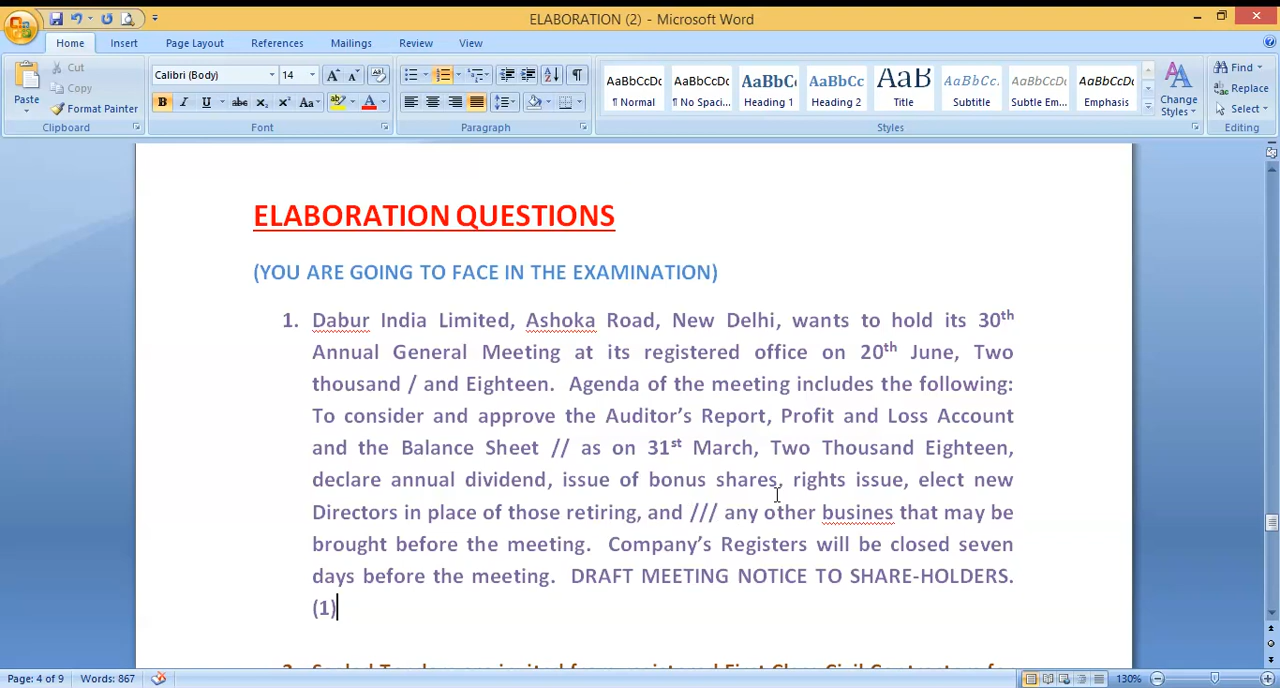 ELABORATION (2) - Microsoft Word
Home Insert Page Layout References Mailings Review View
Paste
Cut
Copy
Format Painter
Clipboard
Calibri (Body) 14
Font
Paragraph
AaBbCcDc AaBbCcDc AaBbC AaBbCc AaB AaBbCc. AaBbCcDc AaBbCcDc
¶ Normal ¶ No Spaci... Heading 1 Heading 2 Title Subtitle Subtle Em... Emphasis
Change Styles
Styles
Find
Replace
Select
Editing
ELABORATION QUESTIONS
(YOU ARE GOING TO FACE IN THE EXAMINATION)
1. Dabur India Limited, Ashoka Road, New Delhi, wants to hold its 30th
Annual General Meeting at its registered office on 20th June, Two
thousand / and Eighteen. Agenda of the meeting includes the following:
To consider and approve the Auditor's Report, Profit and Loss Account
and the Balance Sheet // as on 31st March, Two Thousand Eighteen,
declare annual dividend, issue of bonus shares, rights issue, elect new
Directors in place of those retiring, and /// any other busines that may be
brought before the meeting. Company's Registers will be closed seven
days before the meeting. DRAFT MEETING NOTICE TO SHARE-HOLDERS.
(1)
Page: 4 of 9 Words: 867 130%